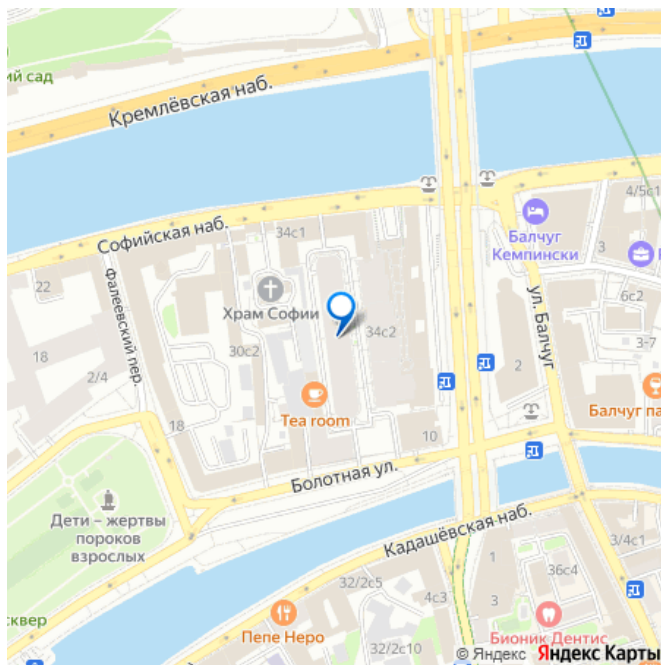 ий сад
Кремлёвская наб.
4/5с1
Софийская наб.
34с1
Балчуг
Кемпински
3
22
Фалеевский пер.
Храм Софии
ул. Балчуг
6с2
34с2
30с2
18
3-7
2
2/4
Балчуг па
18
Tea room
10
Болотная ул.
Дети – жертвы
пороков
взрослых
Кадашёвская наб.
3/4с1
1
32/2с5
36с4
4с3
3
сквер
Пепе Неро
32/2с10
Бионик Дентис
© Яндекс Яндекс Карты